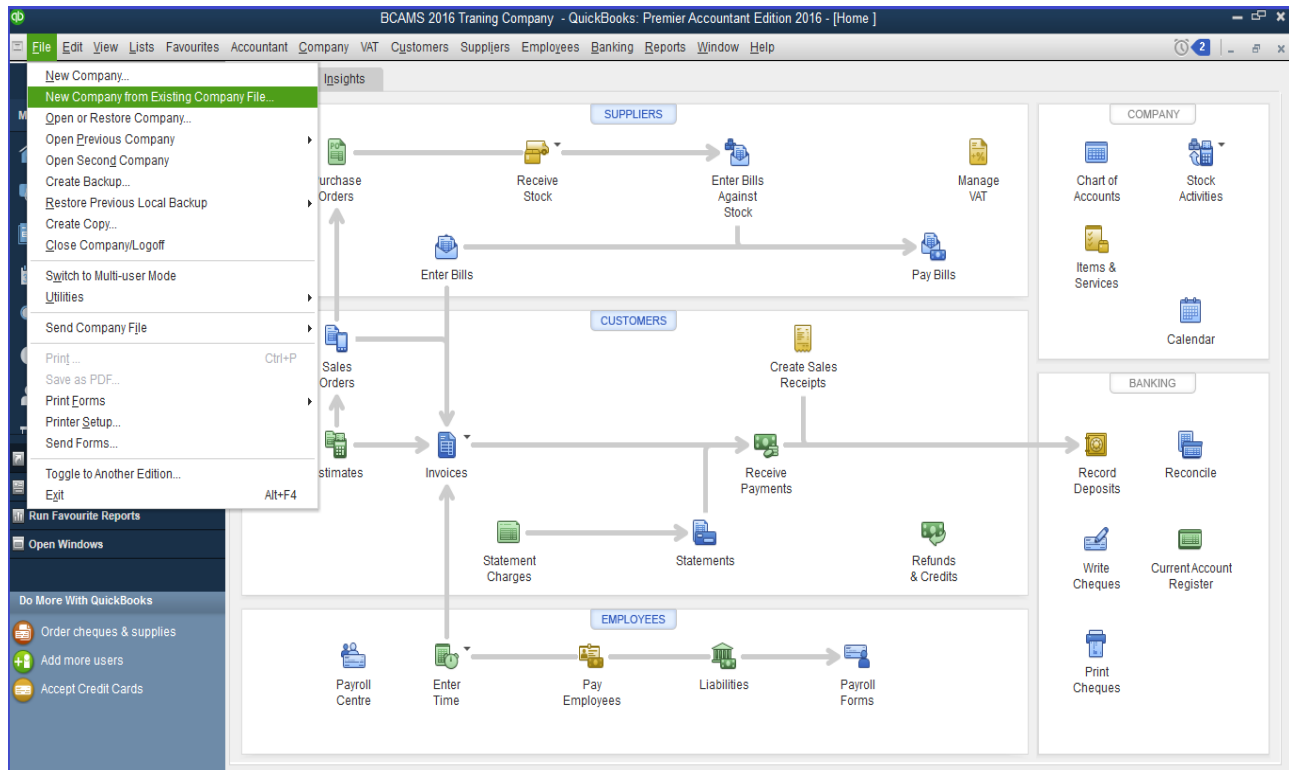 qb
BCAMS 2016 Traning Company - QuickBooks: Premier Accountant Edition 2016 - [Home ]
File Edit View Lists Favourites Accountant Company VAT Customers Suppliers Employees Banking Reports Window Help
2
New Company...
New Company from Existing Company File...
Open or Restore Company...
Open Previous Company
Open Second Company
Create Backup...
Restore Previous Local Backup
Create Copy...
Close Company/Logoff
Switch to Multi-user Mode
Utilities
Send Company File
Print ... Ctrl+P
Save as PDF...
Print Forms
Printer Setup...
Send Forms...
Toggle to Another Edition...
Exit Alt+F4
Run Favourite Reports
Open Windows
Do More With QuickBooks
Order cheques & supplies
Add more users
Accept Credit Cards
Insights
SUPPLIERS
PO
urchase
Orders
Receive
Stock
Enter Bills
Against
Stock
Manage
VAT
Enter Bills
Pay Bills
CUSTOMERS
Sales
Orders
Create Sales
Receipts
stimates
Invoices
Receive
Payments
Statement
Charges
Statements
Refunds
& Credits
EMPLOYEES
Payroll
Centre
Enter
Time
Pay
Employees
Liabilities
Payroll
Forms
COMPANY
Chart of
Accounts
Stock
Activities
Items &
Services
Calendar
BANKING
Record
Deposits
Reconcile
Write
Cheques
Current Account
Register
Print
Cheques